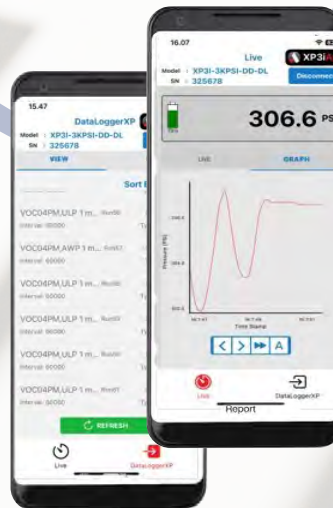 15.47
DataLoggerXP
Model : XP3I-3KPSI-DD-DL
SN : 325678
VIEW
Sort
VOC04PM,ULP 1 m...
Interval: 60000
VOC04PM,AWP 1 m... Run57
Interval: 60000
VOC04PM,ULP 1 m...
Interval: 60000
VOC04PM,ULP 1 m...
Interval: 60000
VOC04PM,ULP 1 m...
Interval: 60000
VOC04PM,ULP 1 m...
Interval: 60000
REFRESH
Live
DataLoggerXP
16.07
Live
XP3i
Model : XP3I-3KPSI-DD-DL
SN : 325678
Disconnect
306.6 PS
LIVE
GRAPH
Pressure (PSI)
Time Stamp
A
Live
DataLoggerXP
Report